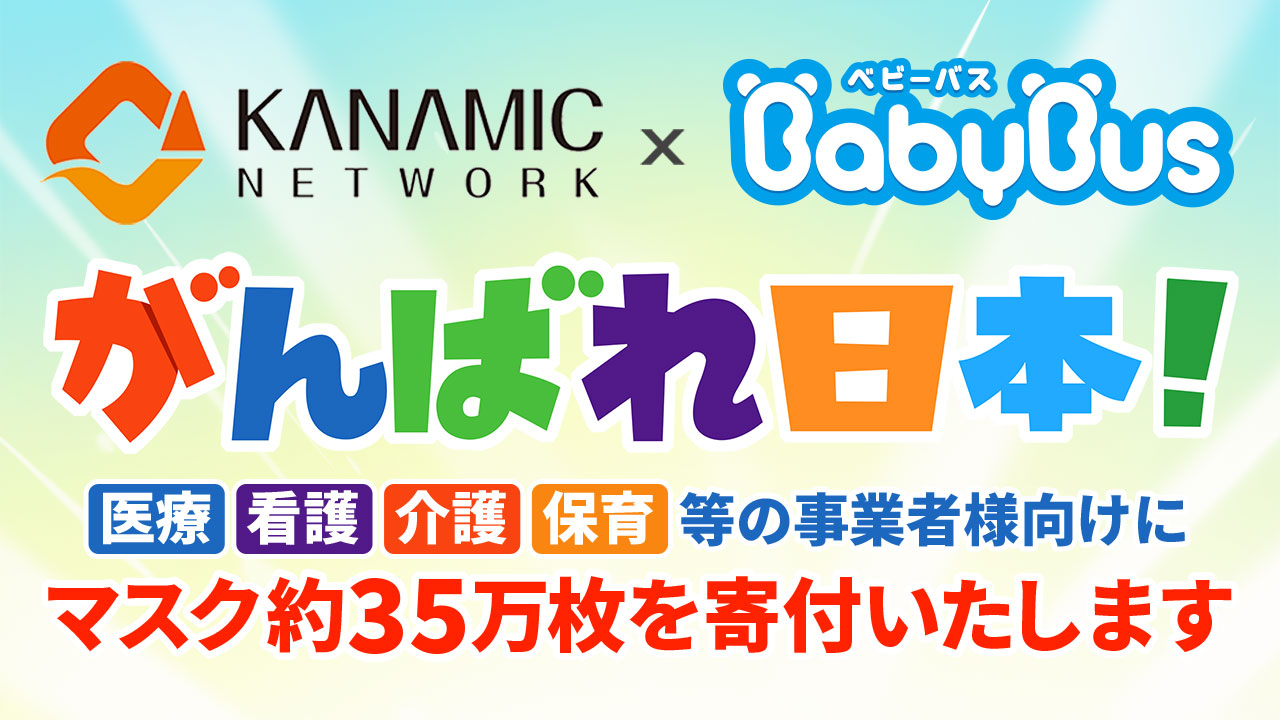 KANAMIC
NETWORK
×
ベビーバス
BabyBus
がんばれ日本!
医療 看護 介護 保育 等の事業者様向けに
マスク約35万枚を寄付いたします